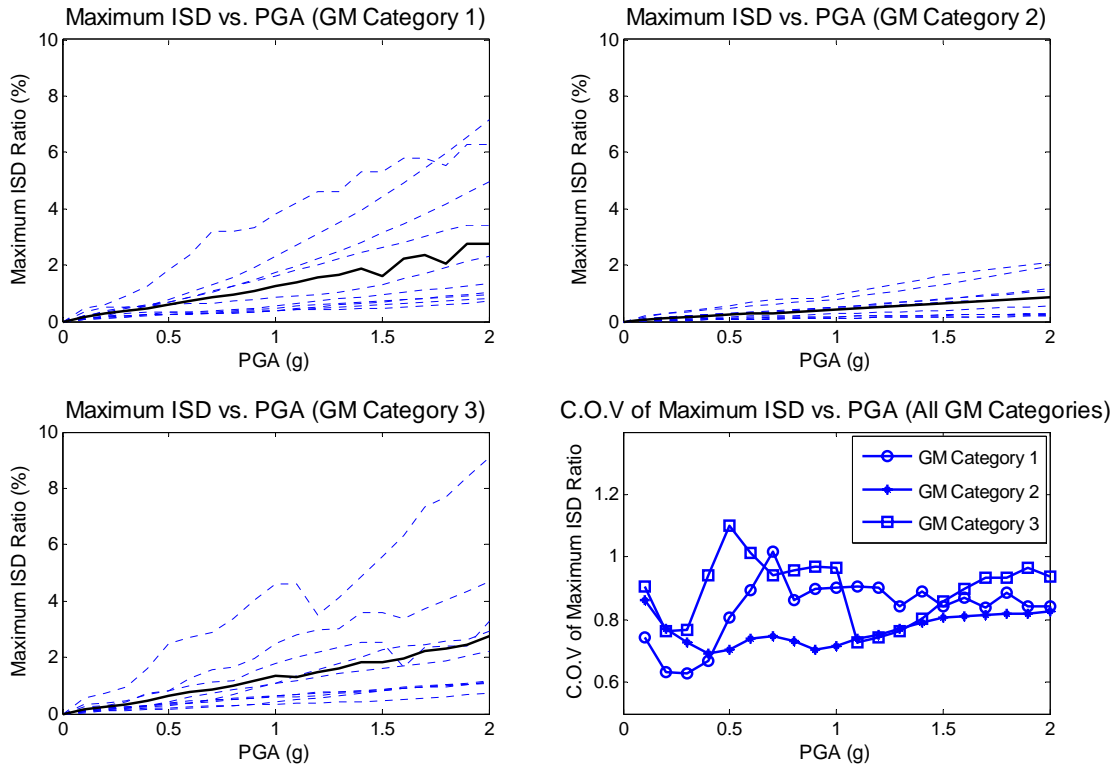 Maximum ISD vs. PGA (GM Category 1)
10
8
6
4
2
0
0
0.5
1
1.5
2
Maximum ISD Ratio (%)
PGA (g)
Maximum ISD vs. PGA (GM Category 2)
10
8
6
4
2
0
0
0.5
1
1.5
2
Maximum ISD Ratio (%)
PGA (g)
Maximum ISD vs. PGA (GM Category 3)
10
8
6
4
2
0
0
0.5
1
1.5
2
Maximum ISD Ratio (%)
PGA (g)
C.O.V of Maximum ISD vs. PGA (All GM Categories)
1.2
1
0.8
0.6
0
0.5
1
1.5
2
C.O.V of Maximum ISD Ratio
PGA (g)
GM Category 1
GM Category 2
GM Category 3